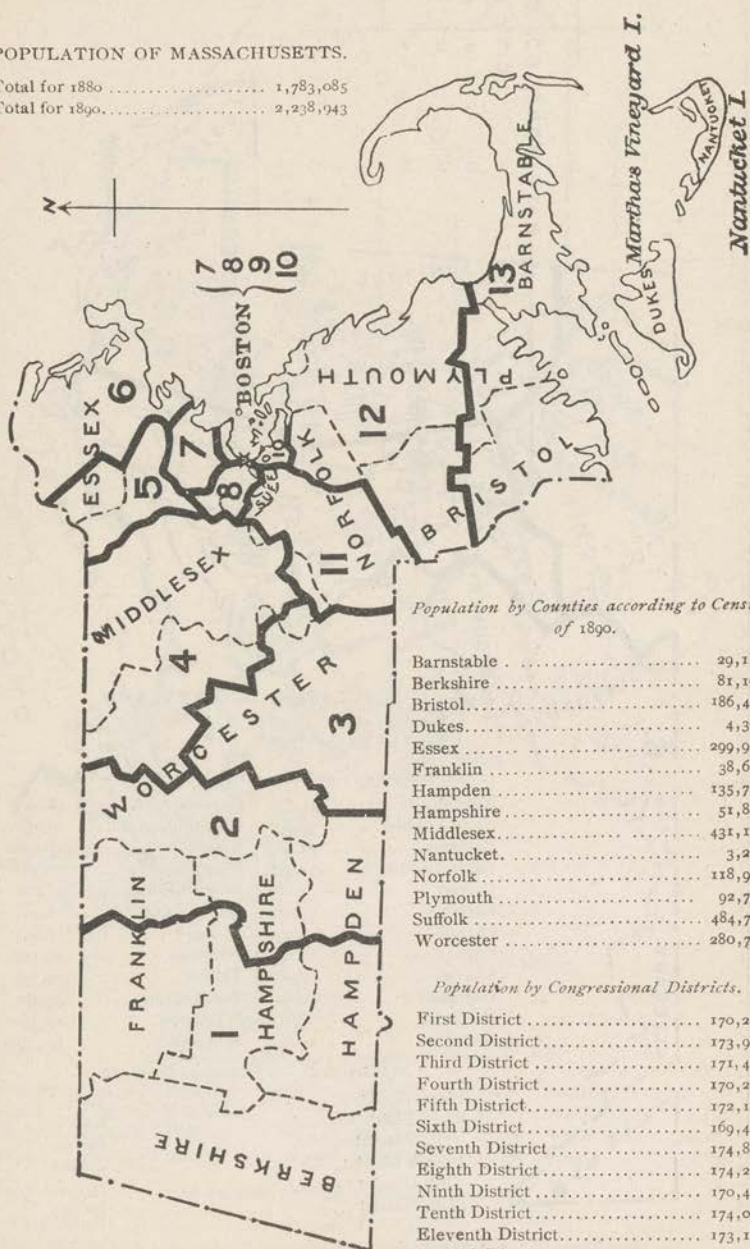 POPULATION OF MASSACHUSETTS.
Total for 1880 .................... 1,783,085
Total for 1890.................... 2,238,943
N
Martha's Vineyard I.
NANTUCKET
Nantucket I.
DUKES
BARNSTABLE
13
BOSTON
7
8
9
10
6
ESSEX
5
7
8
10
PLYMOUTH
12
NORFOLK
11
BRISTOL
MIDDLESEX
4
WORCESTER
3
2
FRANKLIN
HAMPSHIRE
HAMPDEN
1
BERKSHIRE
Population by Counties according to Cens
of 1890.
Barnstable . .................... 29,1
Berkshire .................... 81,1
Bristol.................... 186,4
Dukes .................... 4,3
Essex .................... 299,9
Franklin .................... 38,6
Hampden .................... 135,7
Hampshire .................... 51,8
Middlesex.................... 431,1
Nantucket. .................... 3,2
Norfolk .................... 118,9
Plymouth .................... 92,7
Suffolk .................... 484,7
Worcester .................... 280,7
Population by Congressional Districts.
First District .................... 170,2
Second District.................... 173,9
Third District .................... 171,4
Fourth District .................... 170,2
Fifth District.................... 172,1
Sixth District.................... 169,4
Seventh District.................... 174,8
Eighth District.................... 174,2
Ninth District .................... 170,4
Tenth District .................... 174,0
Eleventh District.................... 173,1